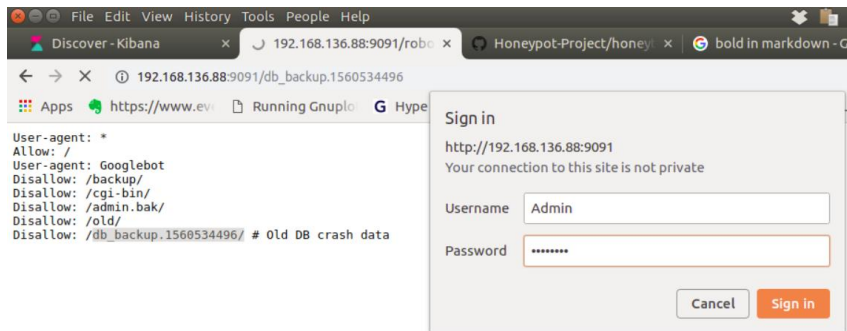 File Edit View History Tools People Help
Discover - Kibana × 192.168.136.88:9091/robo × Honeypot-Project/honey × bold in markdown - G
192.168.136.88:9091/db_backup.1560534496
Apps https://www.ev Running Gnuplo G Hype
User-agent: *
Allow: /
User-agent: Googlebot
Disallow: /backup/
Disallow: /cgi-bin/
Disallow: /admin.bak/
Disallow: /old/
Disallow: /db_backup.1560534496/ # Old DB crash data
Sign in
http://192.168.136.88:9091
Your connection to this site is not private
Username Admin
Password ••••••••
Cancel Sign in